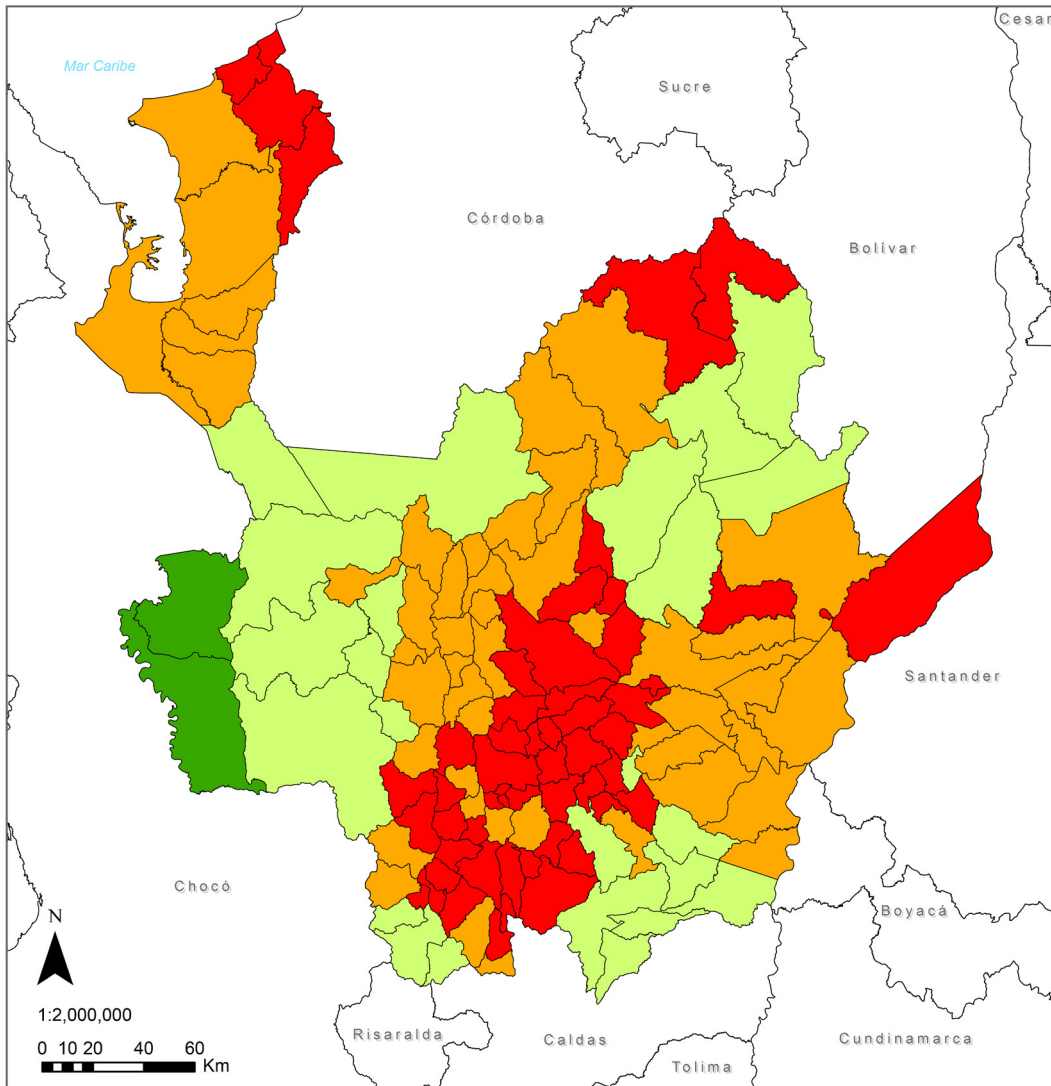 Cesar
Mar Caribe
Sucre
Córdoba
Bolívar
Santander
Chocó
Boyacá
N
1:2,000,000
Risaralda
Caldas
Cundinamarca
0 10 20 40 60
Km
Tolima